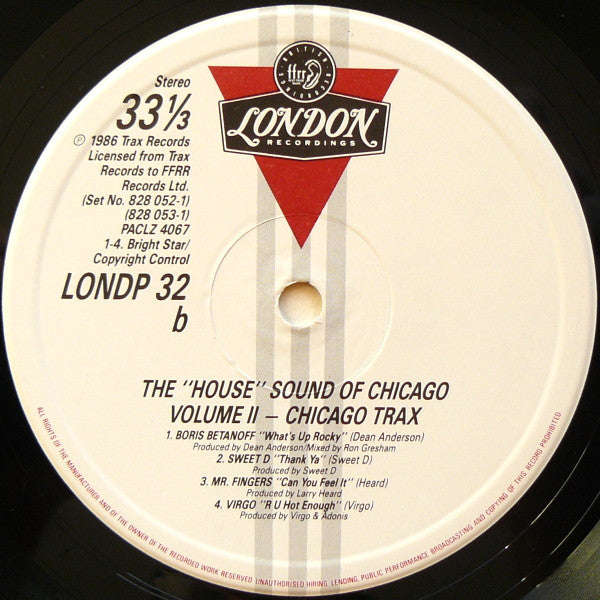 BRITISH RECORDINGS
ffrr
LONDON
RECORDINGS
Stereo
33⅓
Ⓟ 1986 Trax Records
Licensed from Trax
Records to FFRR
Records Ltd.
(Set No. 828 052-1)
(828 053-1)
PACLZ 4067
1-4. Bright Star/
Copyright Control
LONDP 32
b
THE "HOUSE" SOUND OF CHICAGO
VOLUME II – CHICAGO TRAX
1. BORIS BETANOFF "What's Up Rocky" (Dean Anderson)
Produced by Dean Anderson/Mixed by Ron Gresham
2. SWEET D "Thank Ya" (Sweet D)
Produced by Sweet D
3. MR. FINGERS "Can You Feel It" (Heard)
Produced by Larry Heard
4. VIRGO "R U Hot Enough" (Virgo)
Produced by Virgo & Adonis
ALL RIGHTS OF THE MANUFACTURER AND OF THE OWNER OF THE RECORDED WORK RESERVED. UNAUTHORISED HIRING, LENDING, PUBLIC PERFORMANCE, BROADCASTING AND COPYING OF THIS RECORD PROHIBITED